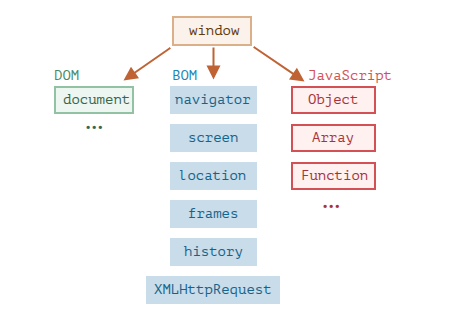 window
DOM
document
...
BOM
navigator
screen
location
frames
history
XMLHttpRequest
JavaScript
Object
Array
Function
...